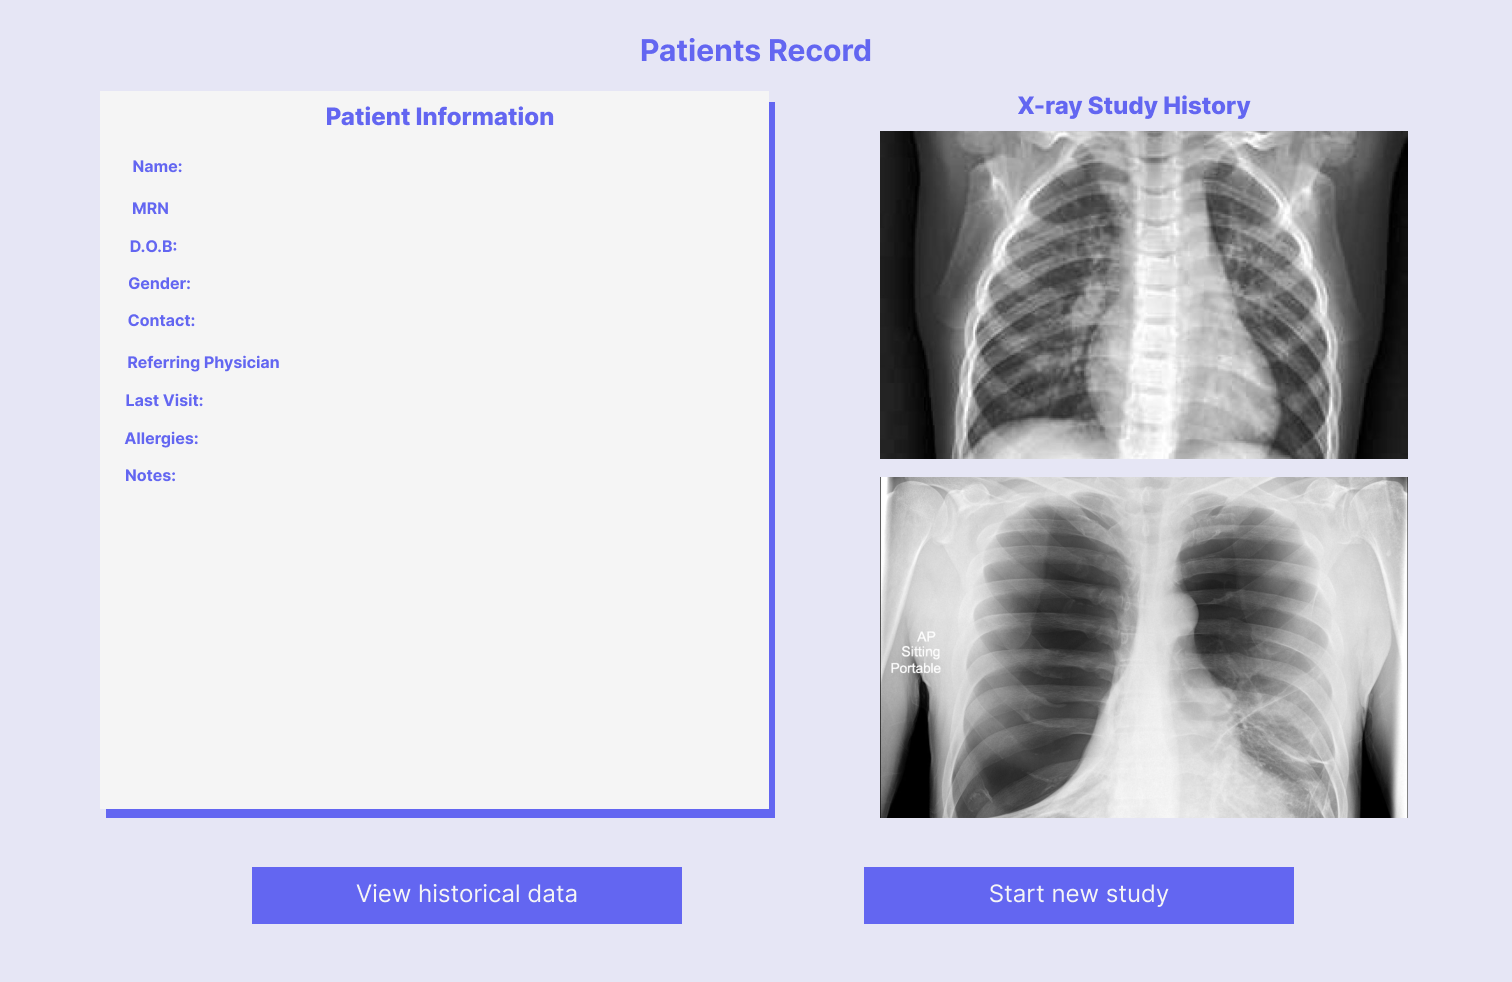 Patients Record
Patient Information
Name:
MRN
D.O.B:
Gender:
Contact:
Referring Physician
Last Visit:
Allergies:
Notes:
X-ray Study History
AP
Sitting
Portable
View historical data
Start new study